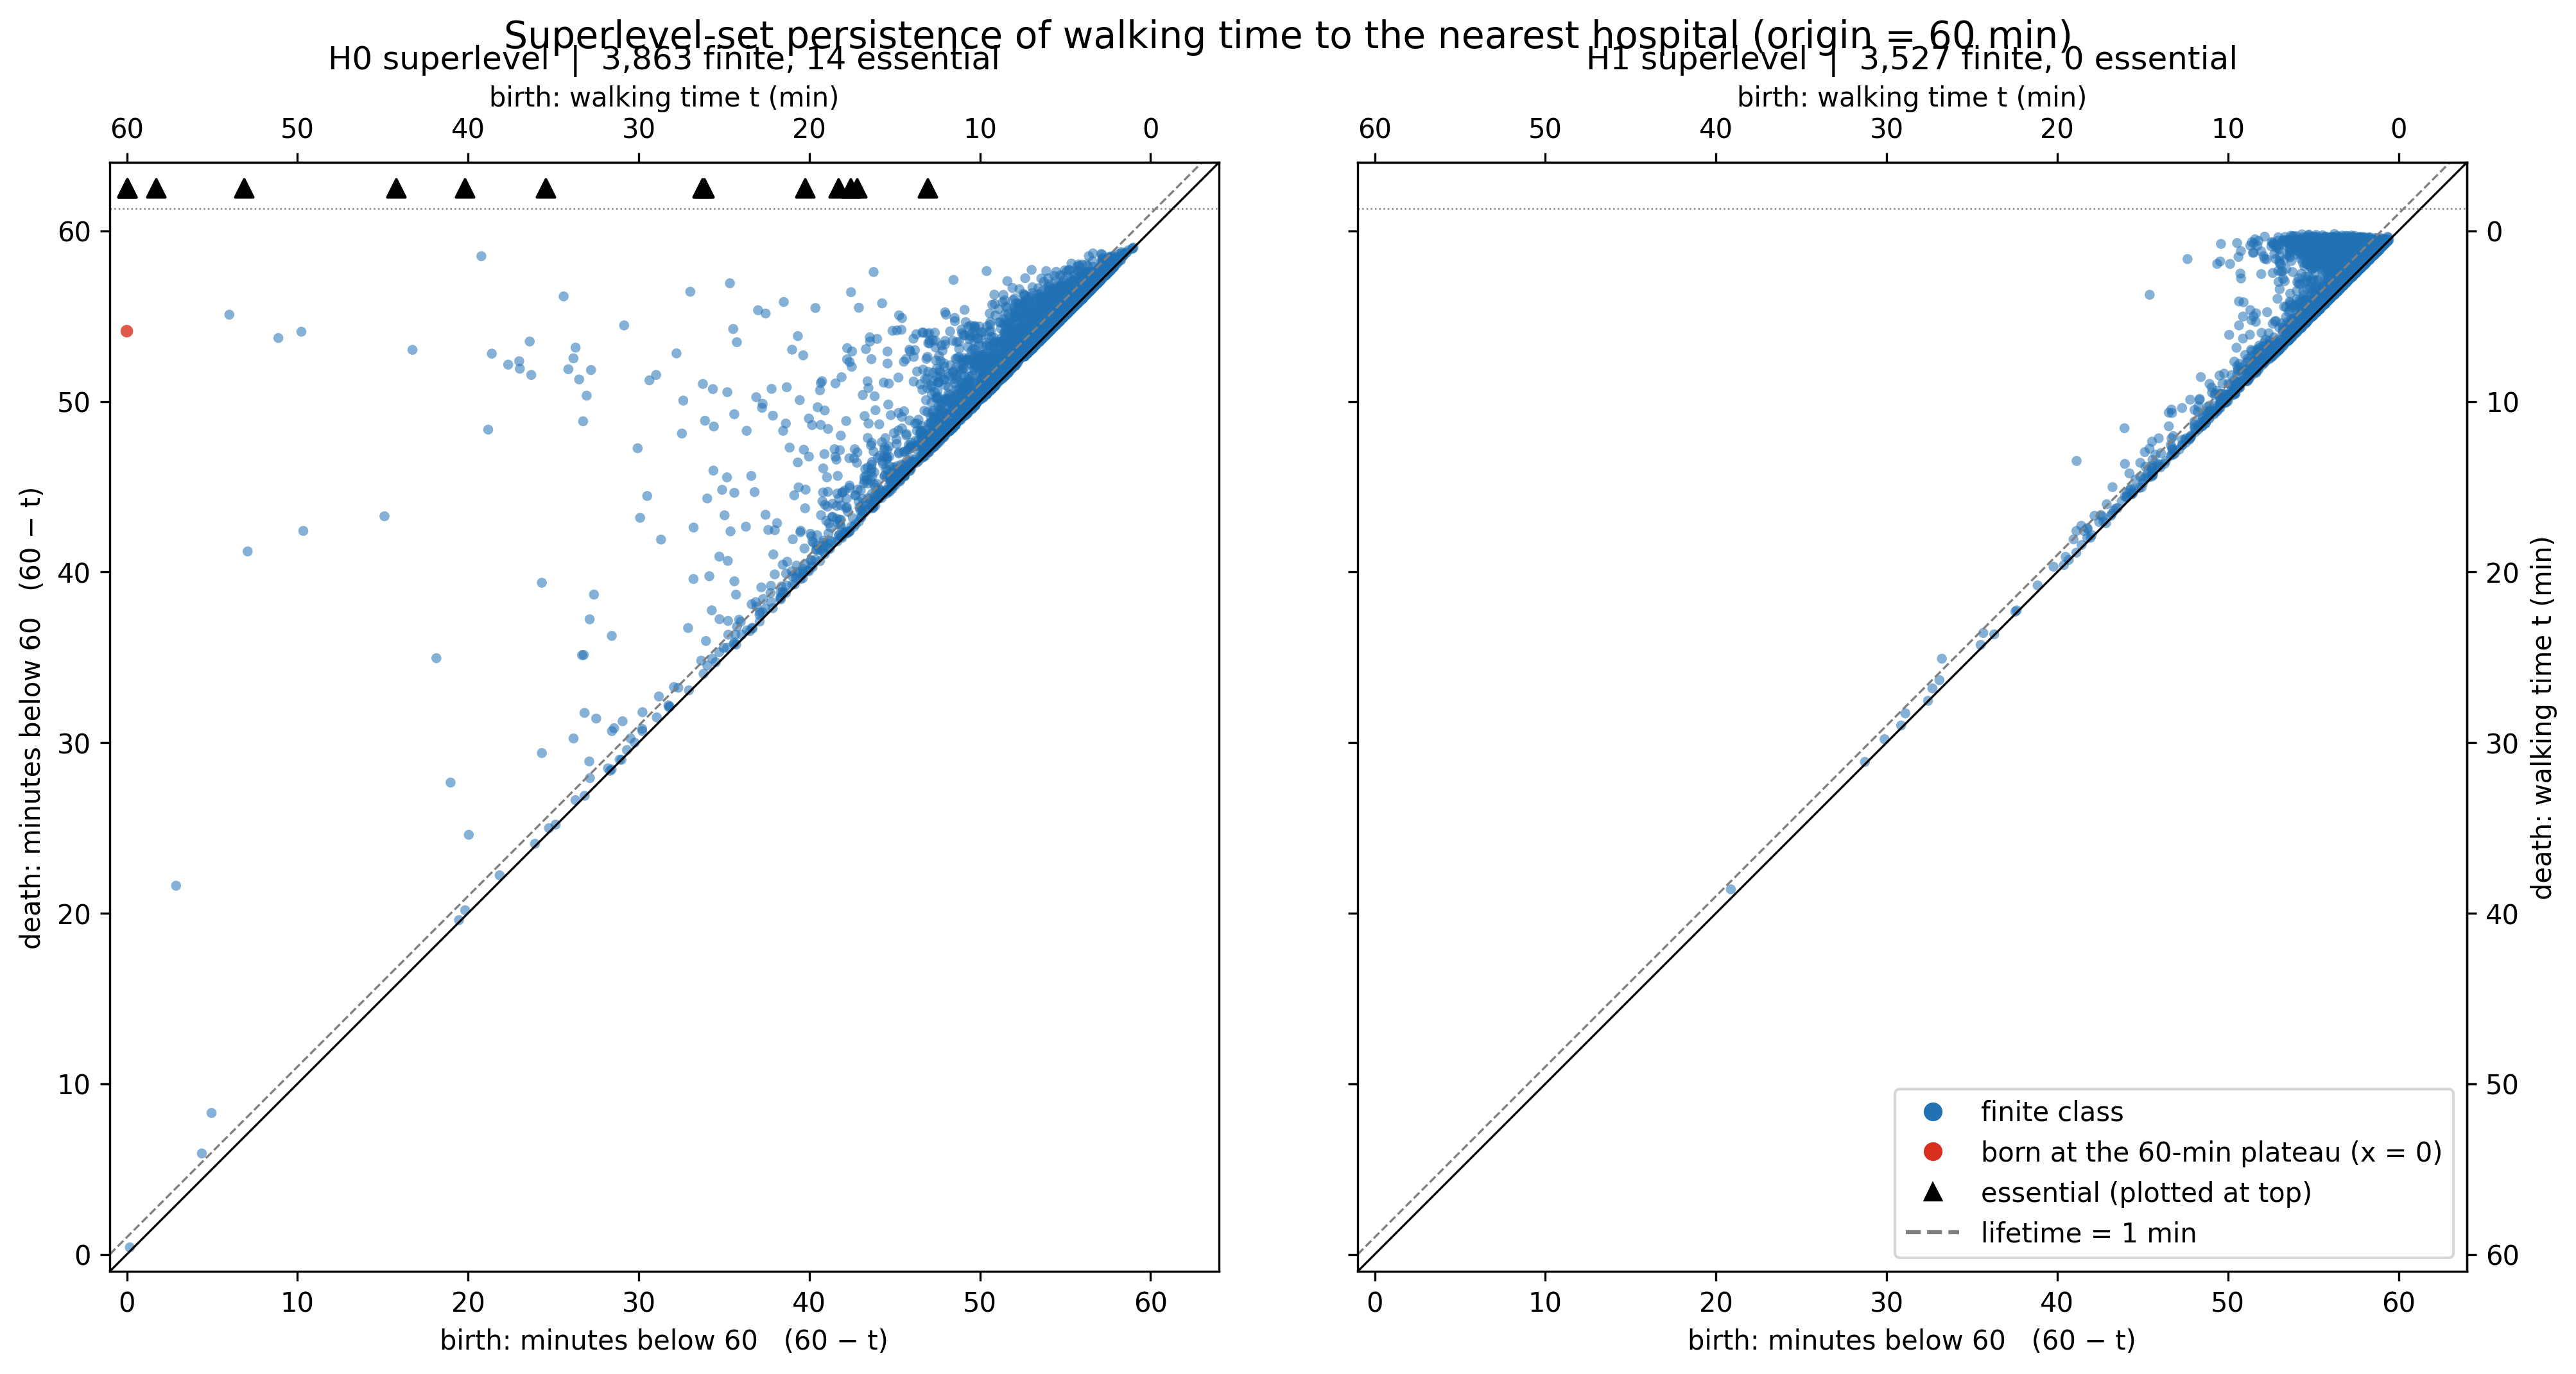 Superlevel-set persistence of walking time to the nearest hospital (origin = 60 min)
H0 superlevel | 3,863 finite, 14 essential
birth: walking time t (min)
60 50 40 30 20 10 0
60
50
40
30
20
10
0
death: minutes below 60 (60 − t)
0 10 20 30 40 50 60
birth: minutes below 60 (60 − t)
H1 superlevel | 3,527 finite, 0 essential
birth: walking time t (min)
60 50 40 30 20 10 0
0
10
20
30
40
50
60
death: walking time t (min)
finite class
born at the 60-min plateau (x = 0)
essential (plotted at top)
lifetime = 1 min
0 10 20 30 40 50 60
birth: minutes below 60 (60 − t)